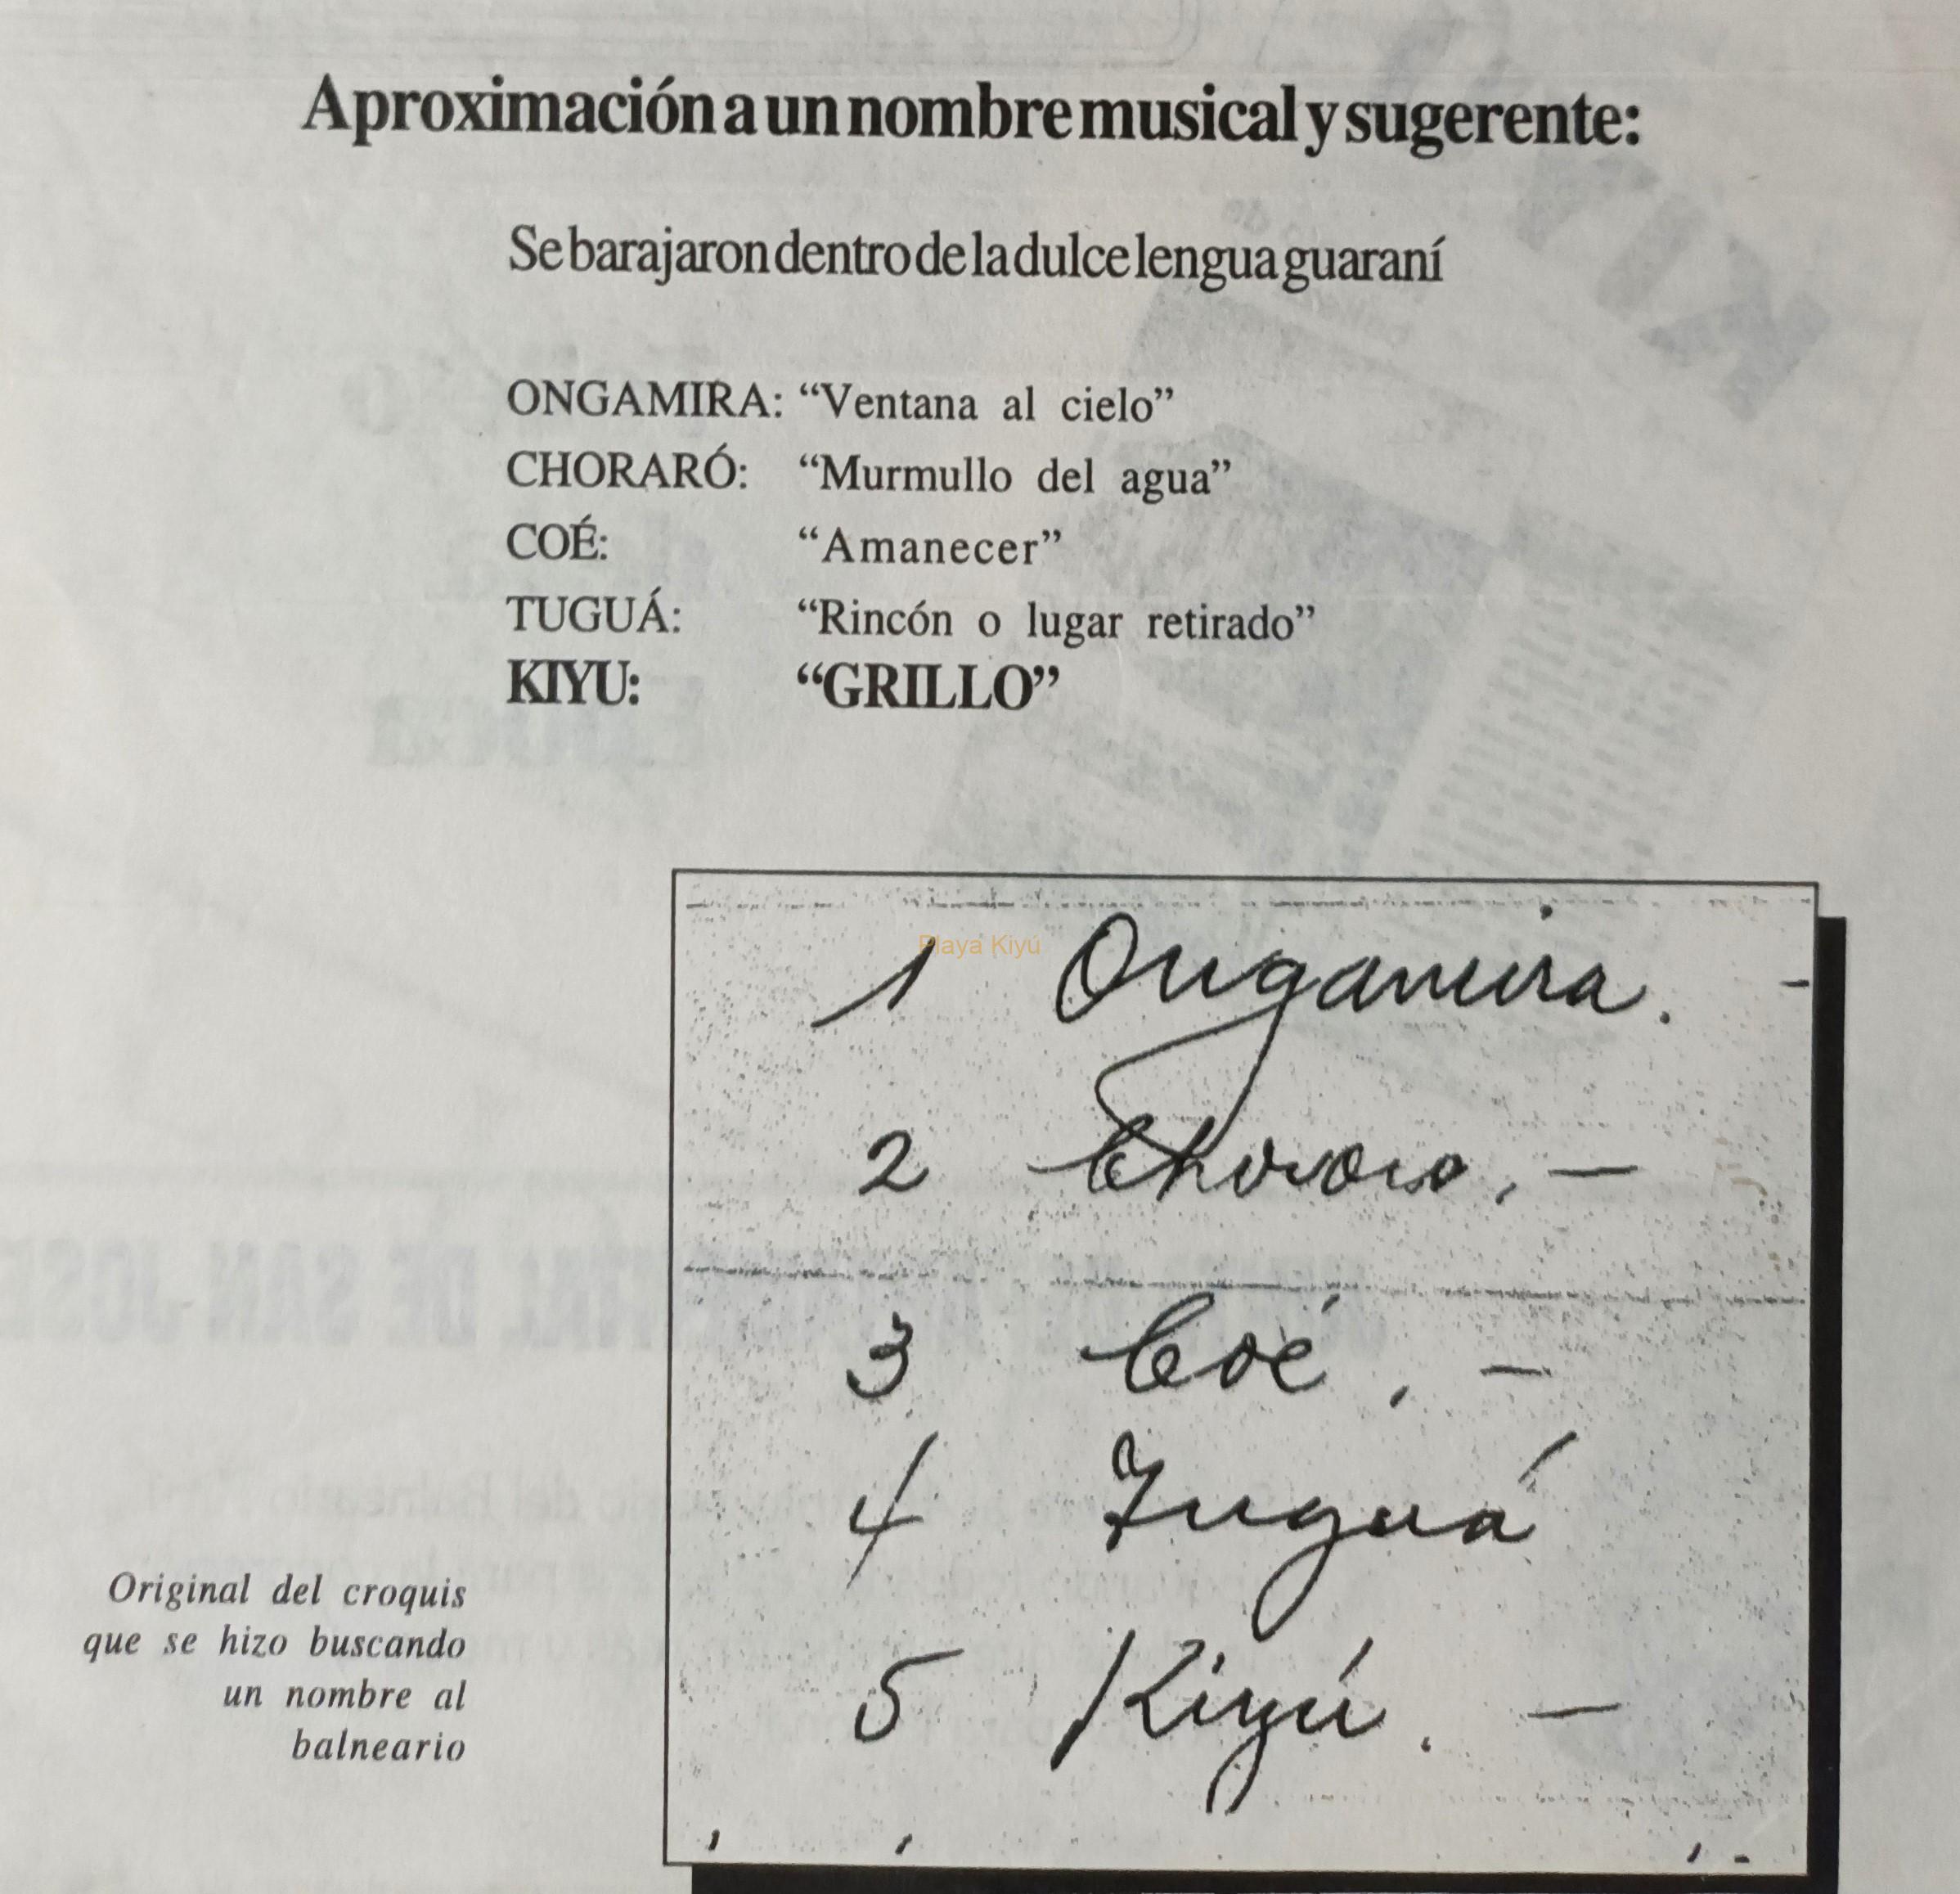 Aproximación a un nombre musical y sugerente:
Se barajaron dentro de la dulce lengua guaraní
ONGAMIRA: “Ventana al cielo”
CHORARÓ: “Murmullo del agua”
COÉ: “Amanecer”
TUGUÁ: “Rincón o lugar retirado”
KIYU: “GRILLO”
Playa Kiyú
1 Ongamira.
2 Chororo. —
3 Coé. —
4 Tuguá
5 Kiyú. —
Original del croquis
que se hizo buscando
un nombre al
balneario